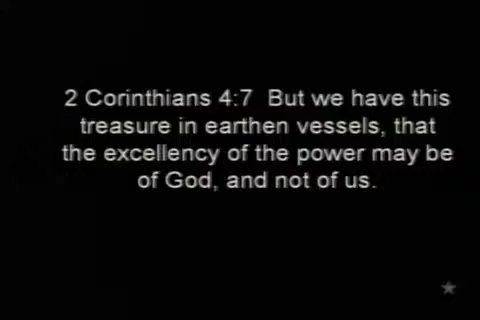 2 Corinthians 4:7  But we have this
treasure in earthen vessels, that
the excellency of the power may be
of God, and not of us.